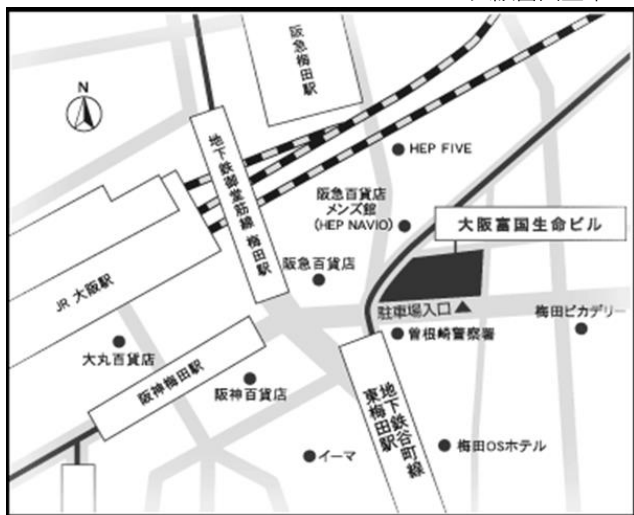 阪急梅田駅
N
地下鉄御堂筋線 梅田駅
HEP FIVE
阪急百貨店
メンズ館
(HEP NAVIO)
大阪富国生命ビル
阪急百貨店
JR 大阪駅
駐車場入口
梅田ピカデリー
大丸百貨店
曽根崎警察署
阪神梅田駅
阪神百貨店
地下鉄谷町線
東梅田駅
イーマ
梅田OSホテル